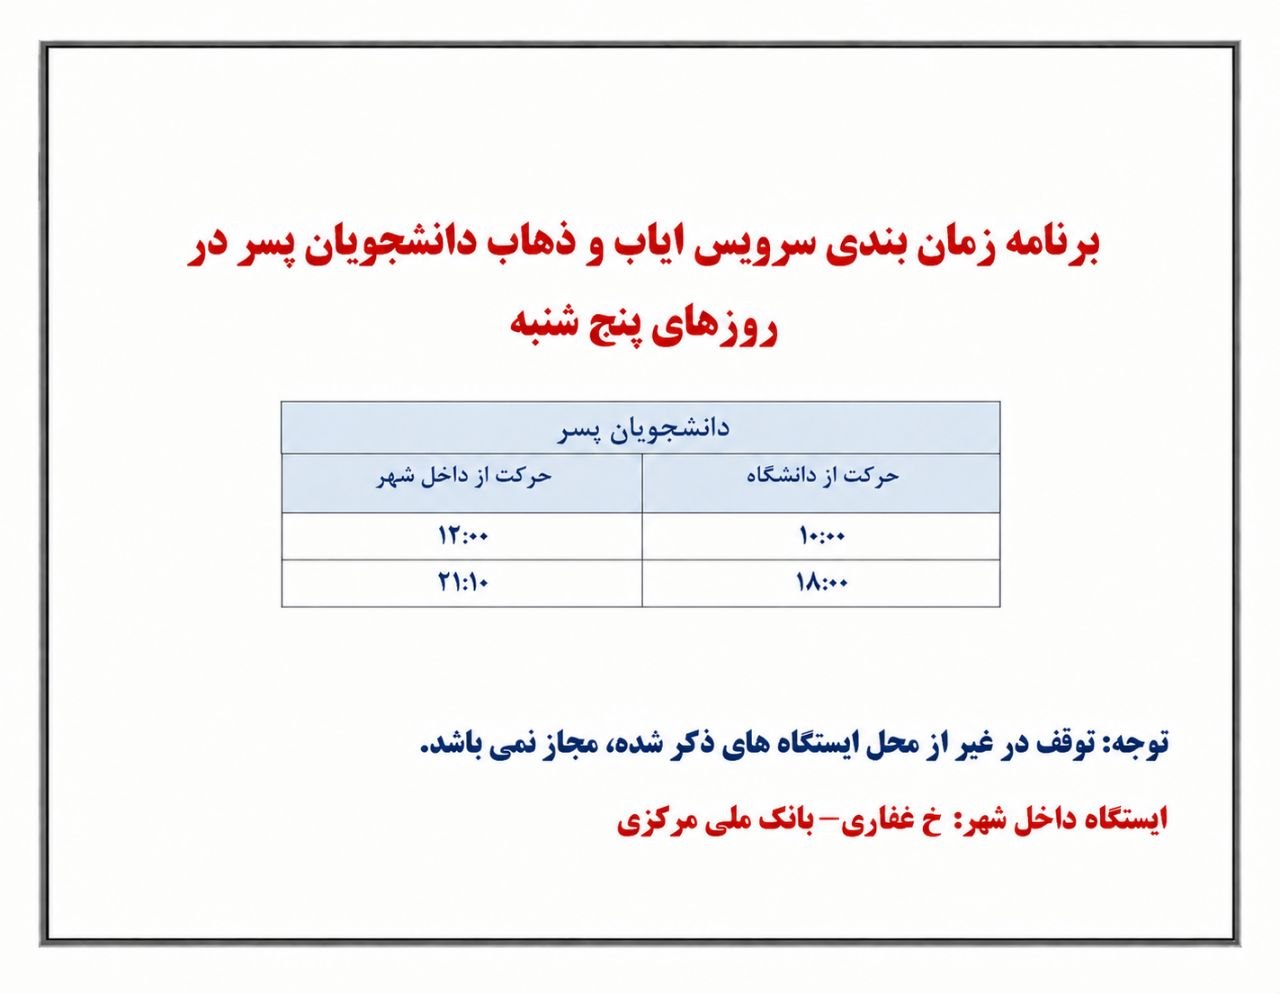 برنامه زمان بندی سرویس ایاب و ذهاب دانشجویان پسر در
روزهای پنج شنبه
دانشجویان پسر
حرکت از دانشگاه	حرکت از داخل شهر
۱۰:۰۰	۱۲:۰۰
۱۸:۰۰	۲۱:۱۰
توجه: توقف در غیر از محل ایستگاه های ذکر شده، مجاز نمی باشد.
ایستگاه داخل شهر: خ غفاری– بانک ملی مرکزی